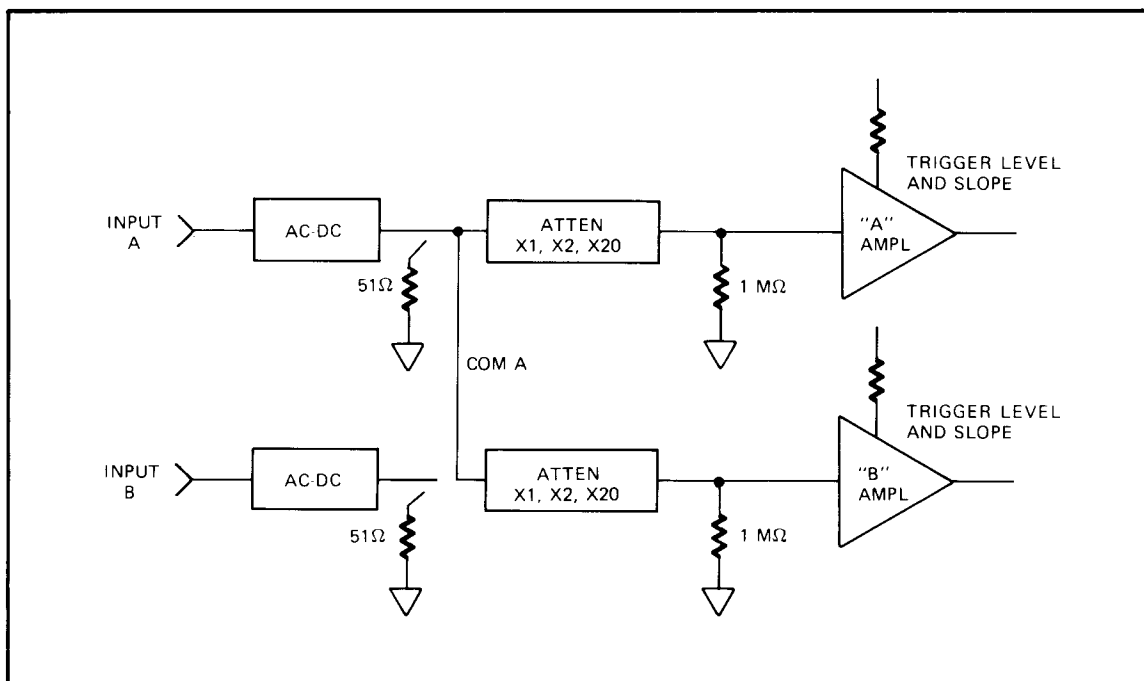 TRIGGER LEVEL
AND SLOPE
INPUT
A
AC-DC
ATTEN
X1, X2, X20
"A"
AMPL
51Ω
1 MΩ
COM A
TRIGGER LEVEL
AND SLOPE
INPUT
B
AC-DC
ATTEN
X1, X2, X20
"B"
AMPL
51Ω
1 MΩ